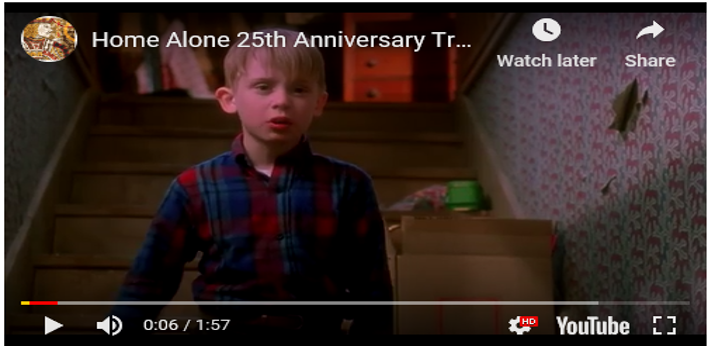 Home Alone 25th Anniversary Tr...
Watch later
Share
0:06 / 1:57
HD
YouTube